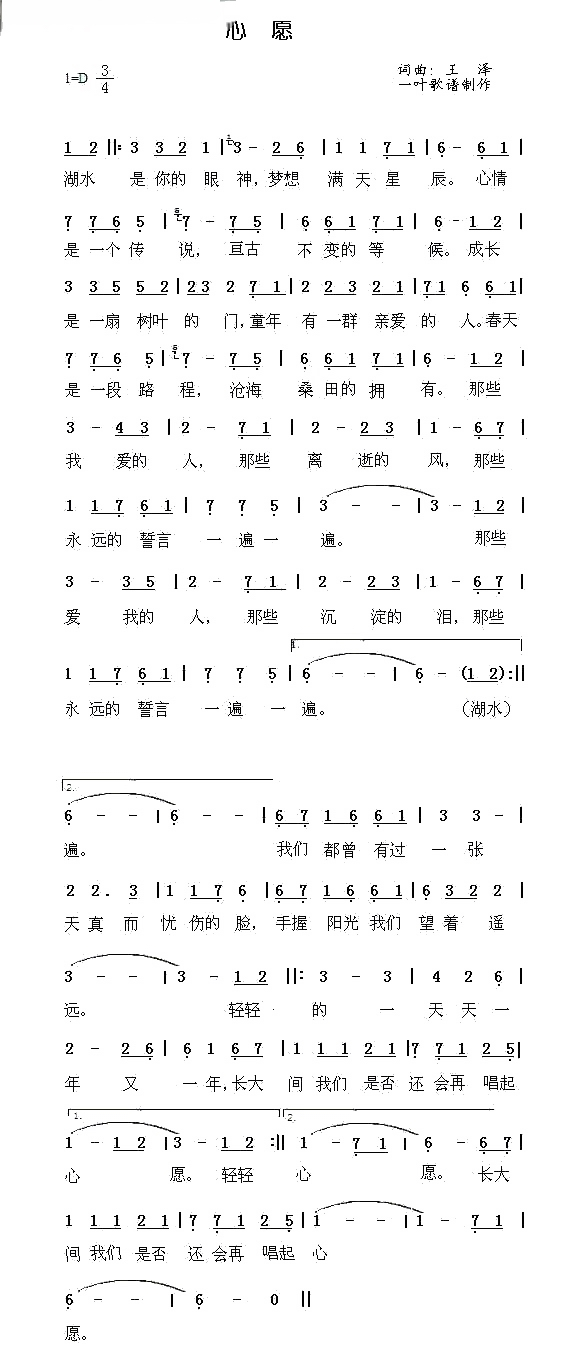 心 愿
1=D 3/4
词曲: 王 泽
一叶歌谱制作
1 2 ||: 3 3 2 1 | 3 - 2 6 | 1 1 7 1 | 6 - 6 1 |
湖水 是 你的 眼 神,梦想 满 天 星 辰。心情
7 7 6 5 | 7 - 7 5 | 6 6 1 7 1 | 6 - 1 2 |
是 一个 传 说, 亘古 不 变的 等 候。成长
3 3 5 5 2 | 2 3 2 7 1 | 2 2 3 2 1 | 7 1 6 6 1 |
是 一扇 树叶 的 门,童年 有 一群 亲爱 的 人。春天
7 7 6 5 | 7 - 7 5 | 6 6 1 7 1 | 6 - 1 2 |
是 一段 路 程, 沧海 桑 田的 拥 有。那些
3 - 4 3 | 2 - 7 1 | 2 - 2 3 | 1 - 6 7 |
我 爱的 人, 那些 离 逝的 风,那些
1 1 7 6 1 | 7 7 5 | 3 - - | 3 - 1 2 |
永 远的 誓言 一 遍 一 遍。 那些
3 - 3 5 | 2 - 7 1 | 2 - 2 3 | 1 - 6 7 |
爱 我的 人, 那些 沉 淀的 泪,那些
1.
1 1 7 6 1 | 7 7 5 | 6 - - | 6 - (1 2) :||
永 远的 誓言 一 遍 一 遍。 (湖水)
2.
6 - - | 6 - - | 6 7 1 6 6 1 | 3 3 - |
遍。 我们 都曾 有过 一 张
2 2. 3 | 1 1 7 6 | 6 7 1 6 6 1 | 6 3 2 2 |
天 真 而 忧 伤的 脸,手握 阳光 我们 望 着 遥
3 - - | 3 - 1 2 ||: 3 - 3 | 4 2 6 |
远。 轻轻 的 一 天 天 一
2 - 2 6 | 6 1 6 7 | 1 1 1 2 1 | 7 7 1 2 5 |
年 又 一 年,长大 间 我们 是否 还 会再 唱起
1. 2.
1 - 1 2 | 3 - 1 2 :|| 1 - 7 1 | 6 - 6 7 |
心 愿。 轻轻 心 愿。 长大
1 1 1 2 1 | 7 7 1 2 5 | 1 - - | 1 - 7 1 |
间 我们 是否 还 会再 唱起 心
6 - - | 6 - 0 ||
愿。